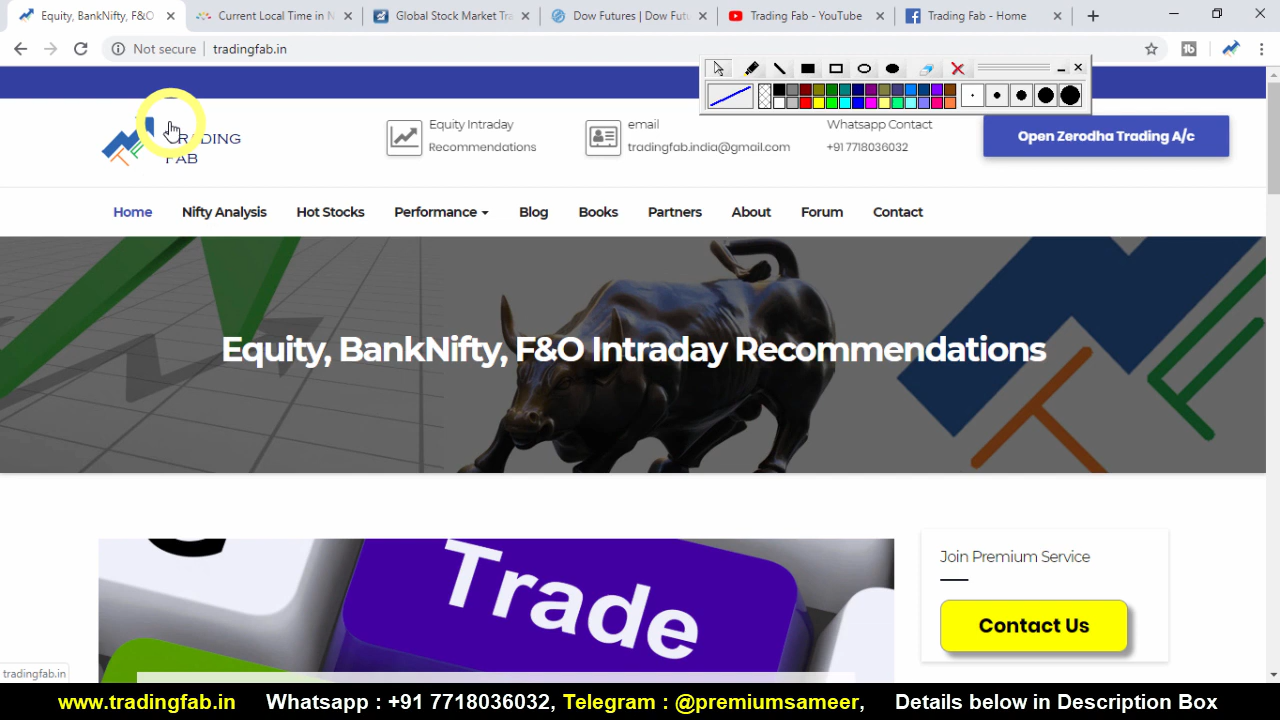 Equity, BankNifty, F&O
Current Local Time in N
Global Stock Market Tra
Dow Futures | Dow Fut
Trading Fab - YouTube
Trading Fab - Home
Not secure
tradingfab.in
TRADING
FAB
Equity Intraday
Recommendations
email
tradingfab.india@gmail.com
Whatsapp Contact
+91 7718036032
Open Zerodha Trading A/c
Home
Nifty Analysis
Hot Stocks
Performance
Blog
Books
Partners
About
Forum
Contact
Equity, BankNifty, F&O Intraday Recommendations
Trade
Join Premium Service
Contact Us
tradingfab.in
www.tradingfab.in Whatsapp : +91 7718036032, Telegram : @premiumsameer, Details below in Description Box